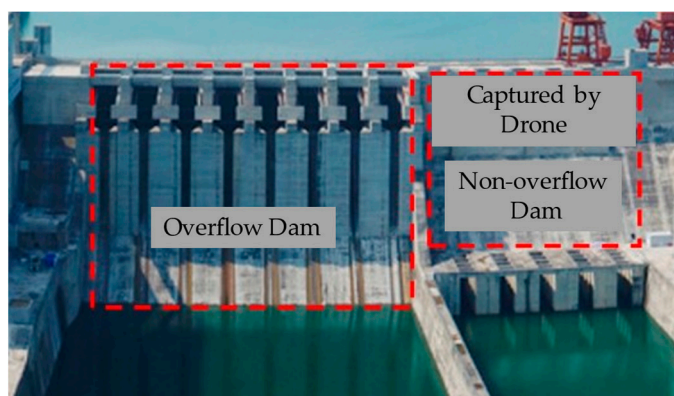 Captured by
Drone
Non-overflow
Dam
Overflow Dam